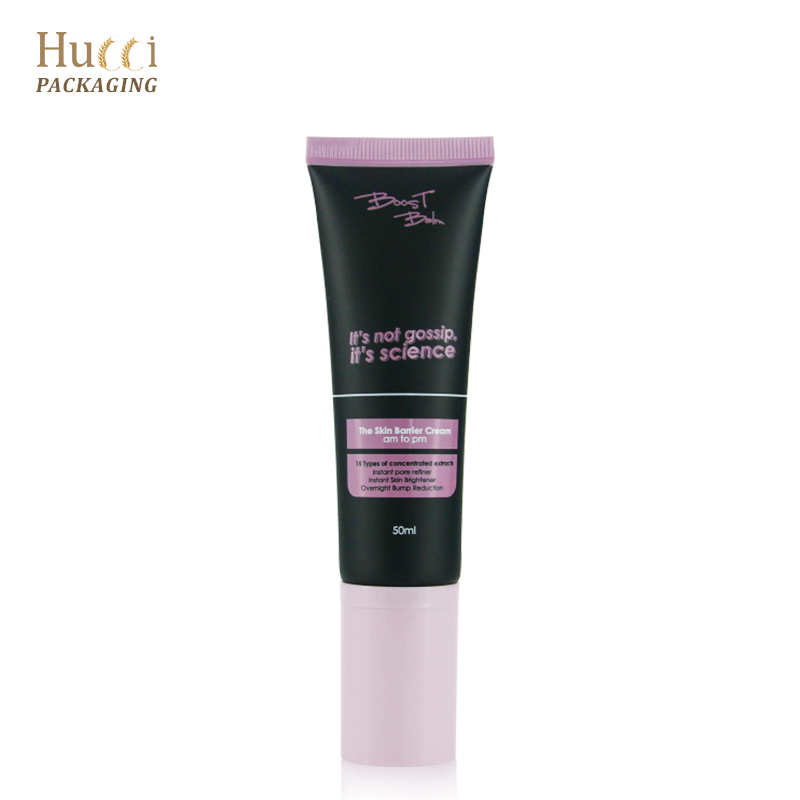 Hucci
PACKAGING
Boost
Balm
It's not gossip.
it's science
The Skin Barrier Cream
am to pm
Types of concentrated extracts
Instant pore refiner
Instant Skin Brightener
Overnight Bump Reduction
50ml